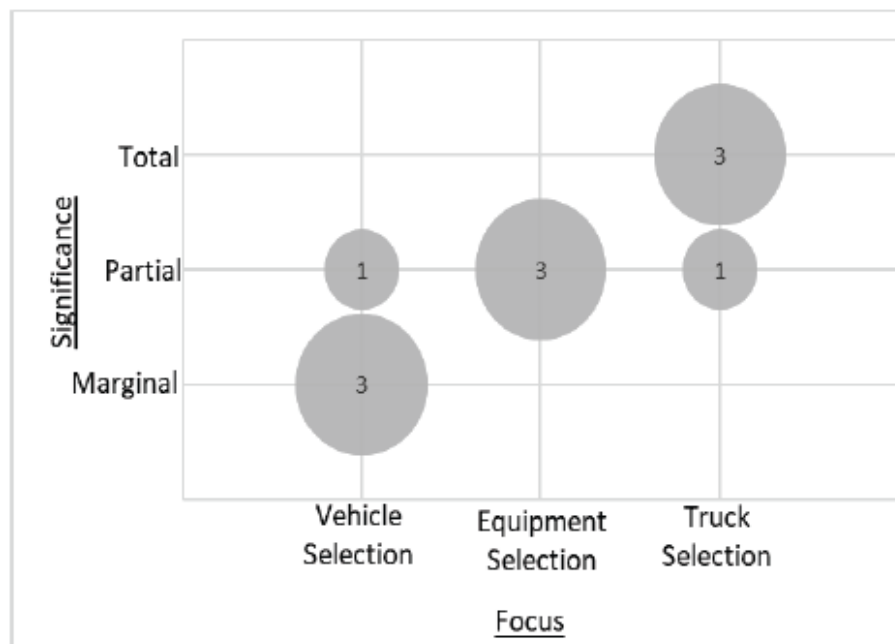 Significance
Total
3
Partial
1
3
1
Marginal
3
Vehicle
Selection
Equipment
Selection
Truck
Selection
Focus